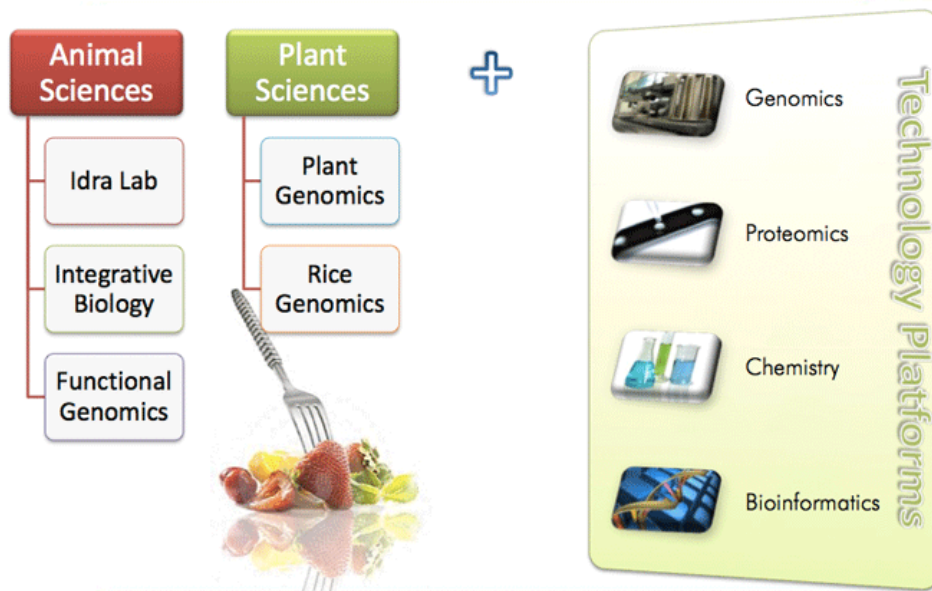 Animal
Sciences
Idra Lab
Integrative
Biology
Functional
Genomics
Plant
Sciences
Plant
Genomics
Rice
Genomics
Genomics
Proteomics
Chemistry
Bioinformatics
Technology Plattforms